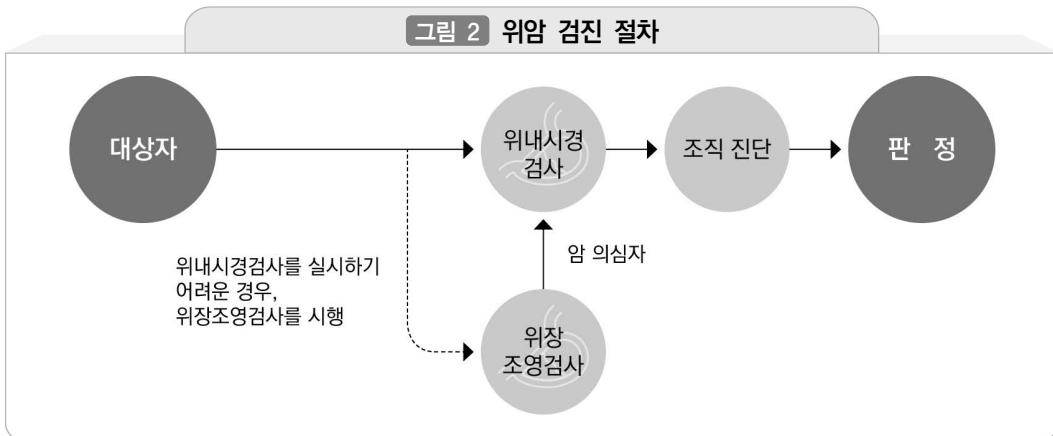 그림 2 위암 검진 절차
대상자
위내시경
검사
조직 진단
판 정
위내시경검사를 실시하기
어려운 경우,
위장조영검사를 시행
암 의심자
위장
조영검사